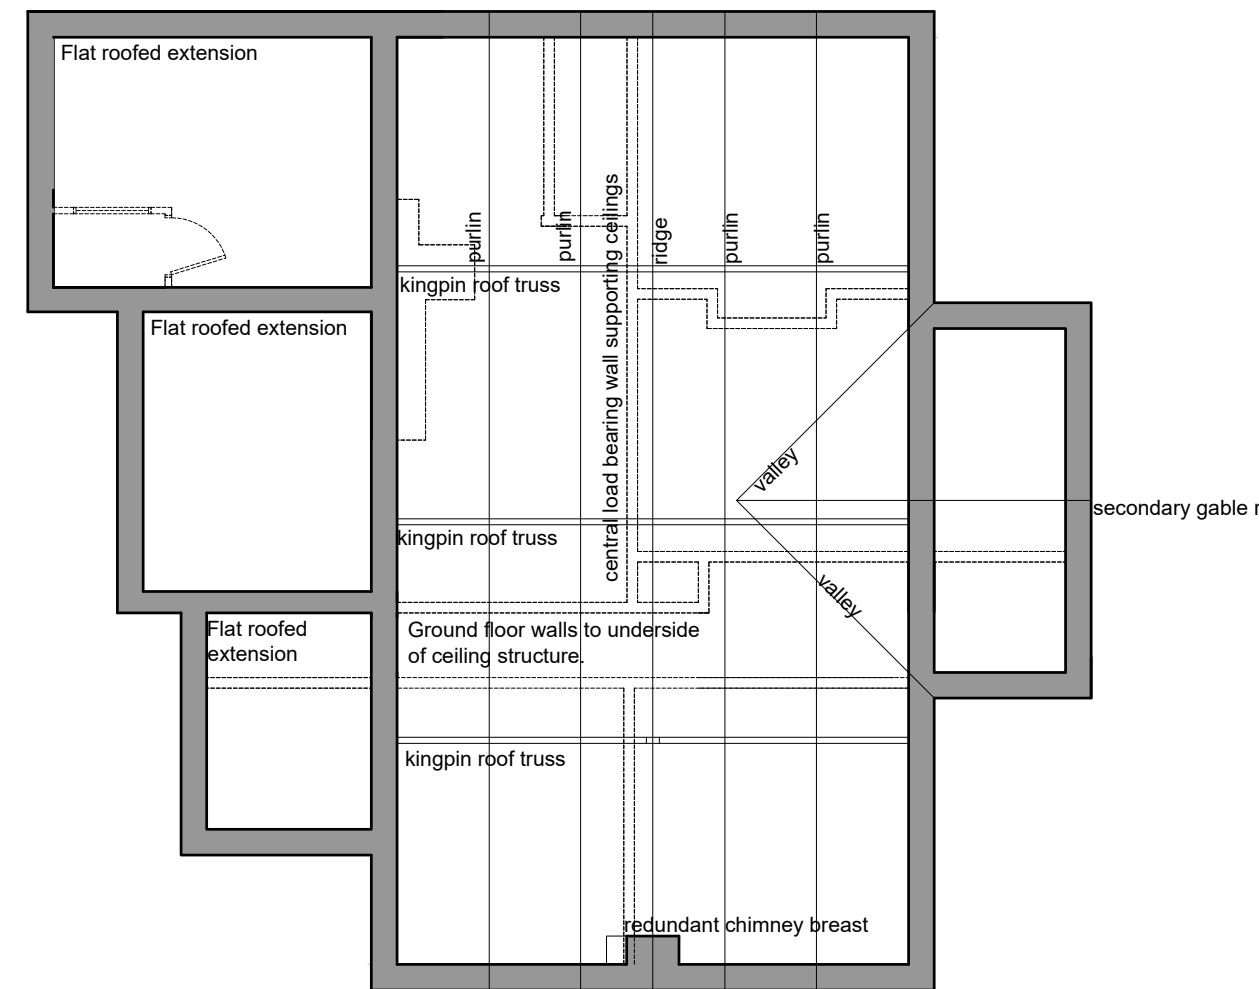 Flat roofed extension
purlin
purlin
central load bearing wall supporting ceilings
ridge
purlin
purlin
kingpin roof truss
Flat roofed extension
valley
secondary gable r
kingpin roof truss
valley
Flat roofed
extension
Ground floor walls to underside
of ceiling structure.
kingpin roof truss
redundant chimney breast